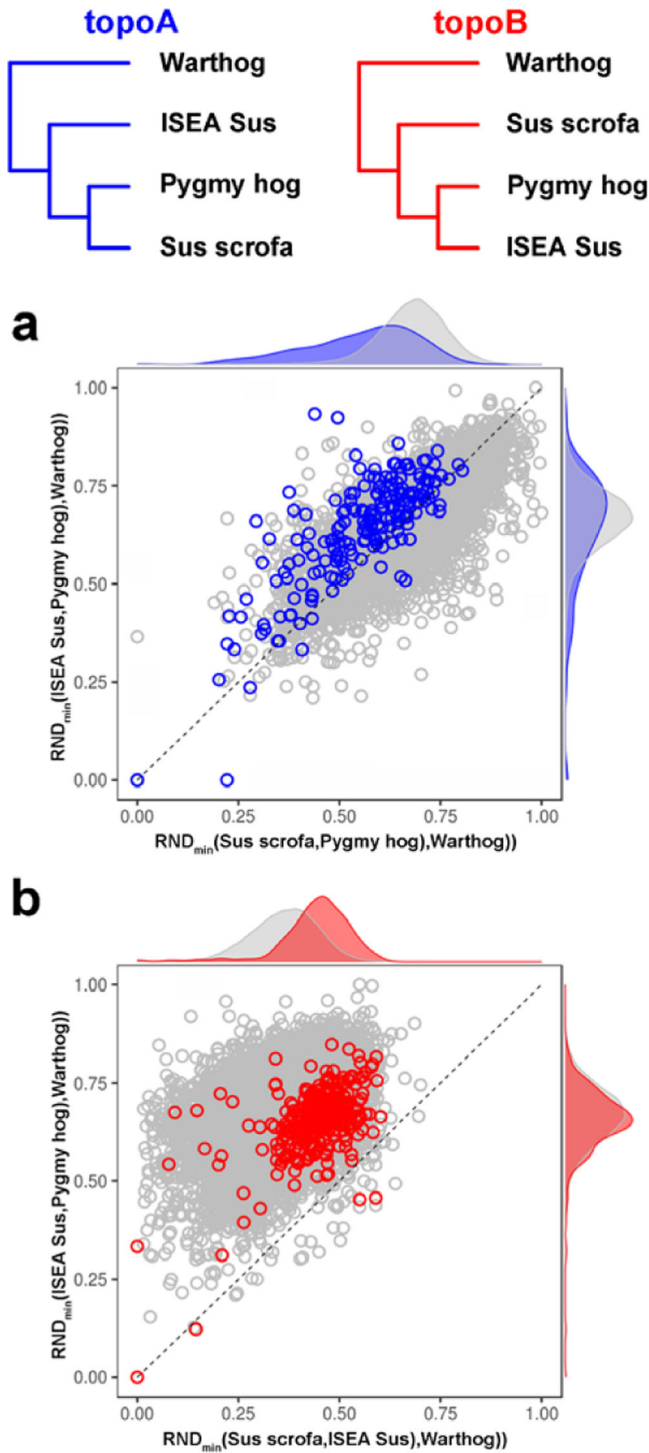 topoA
topoB
Warthog
ISEA Sus
Pygmy hog
Sus scrofa
Warthog
Sus scrofa
Pygmy hog
ISEA Sus
a
1.00
0.75
0.50
0.25
0.00
RNDmin(ISEA Sus,Pygmy hog),Warthog))
0.00 0.25 0.50 0.75 1.00
RNDmin(Sus scrofa,Pygmy hog),Warthog))
b
1.00
0.75
0.50
0.25
0.00
RNDmin(ISEA Sus,Pygmy hog),Warthog))
0.00 0.25 0.50 0.75 1.00
RNDmin(Sus scrofa,ISEA Sus),Warthog))